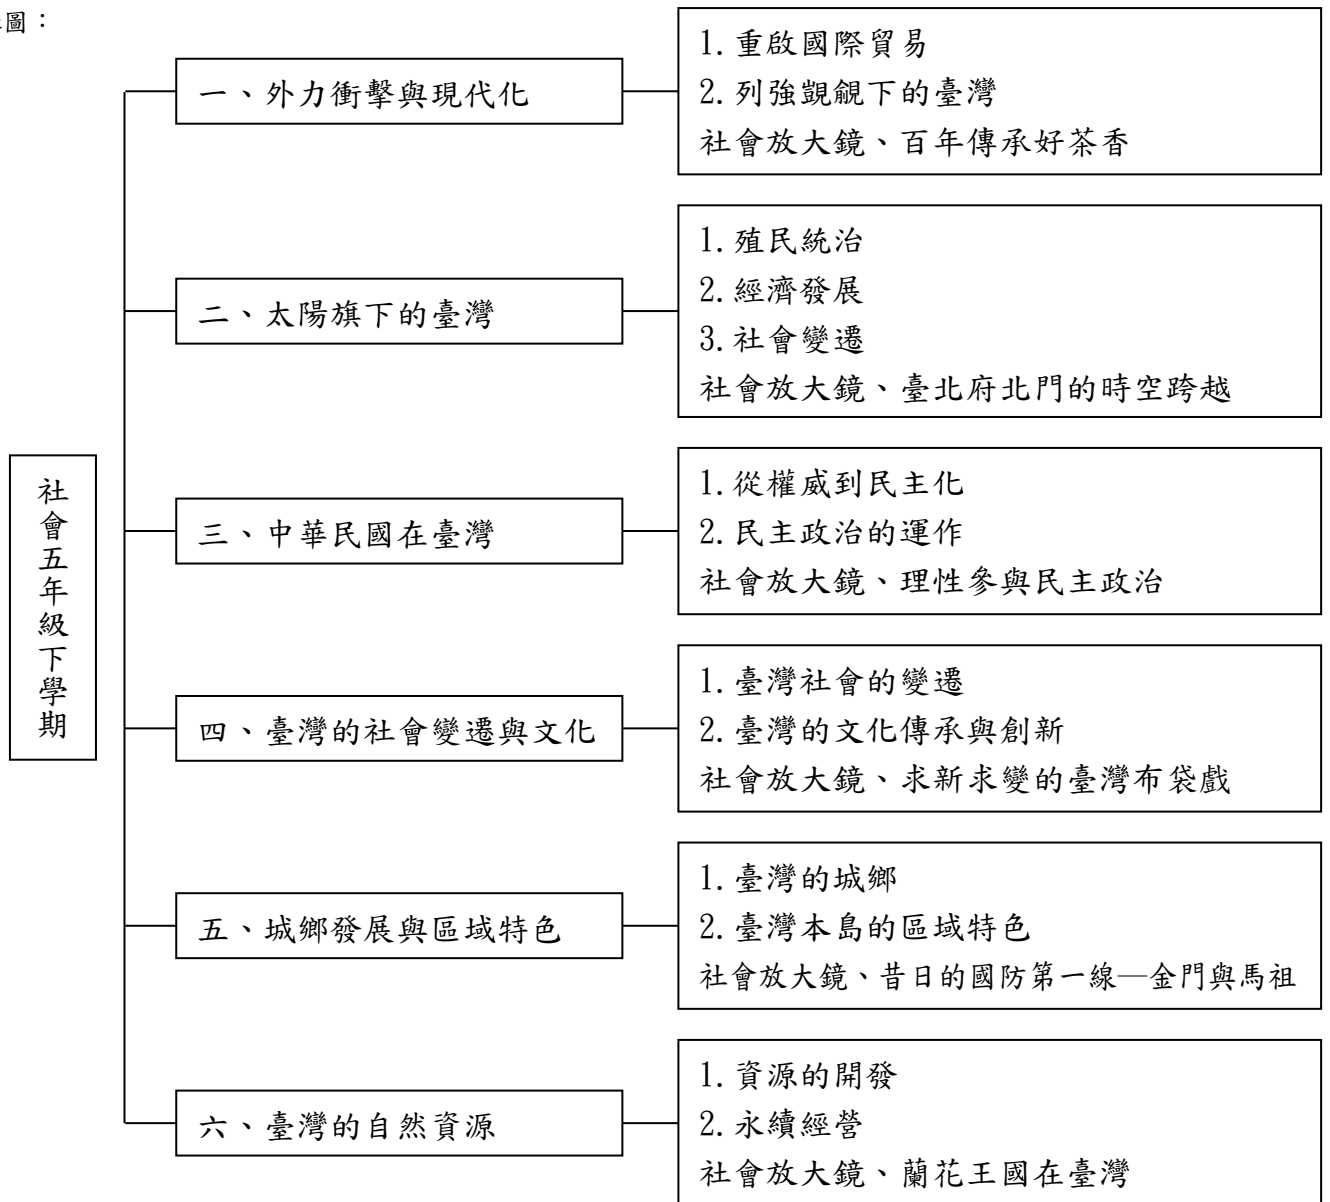 圖：
社會五年級下學期
一、外力衝擊與現代化
1.重啟國際貿易
2.列強覬覦下的臺灣
社會放大鏡、百年傳承好茶香
二、太陽旗下的臺灣
1.殖民統治
2.經濟發展
3.社會變遷
社會放大鏡、臺北府北門的時空跨越
三、中華民國在臺灣
1.從權威到民主化
2.民主政治的運作
社會放大鏡、理性參與民主政治
四、臺灣的社會變遷與文化
1.臺灣社會的變遷
2.臺灣的文化傳承與創新
社會放大鏡、求新求變的臺灣布袋戲
五、城鄉發展與區域特色
1.臺灣的城鄉
2.臺灣本島的區域特色
社會放大鏡、昔日的國防第一線—金門與馬祖
六、臺灣的自然資源
1.資源的開發
2.永續經營
社會放大鏡、蘭花王國在臺灣